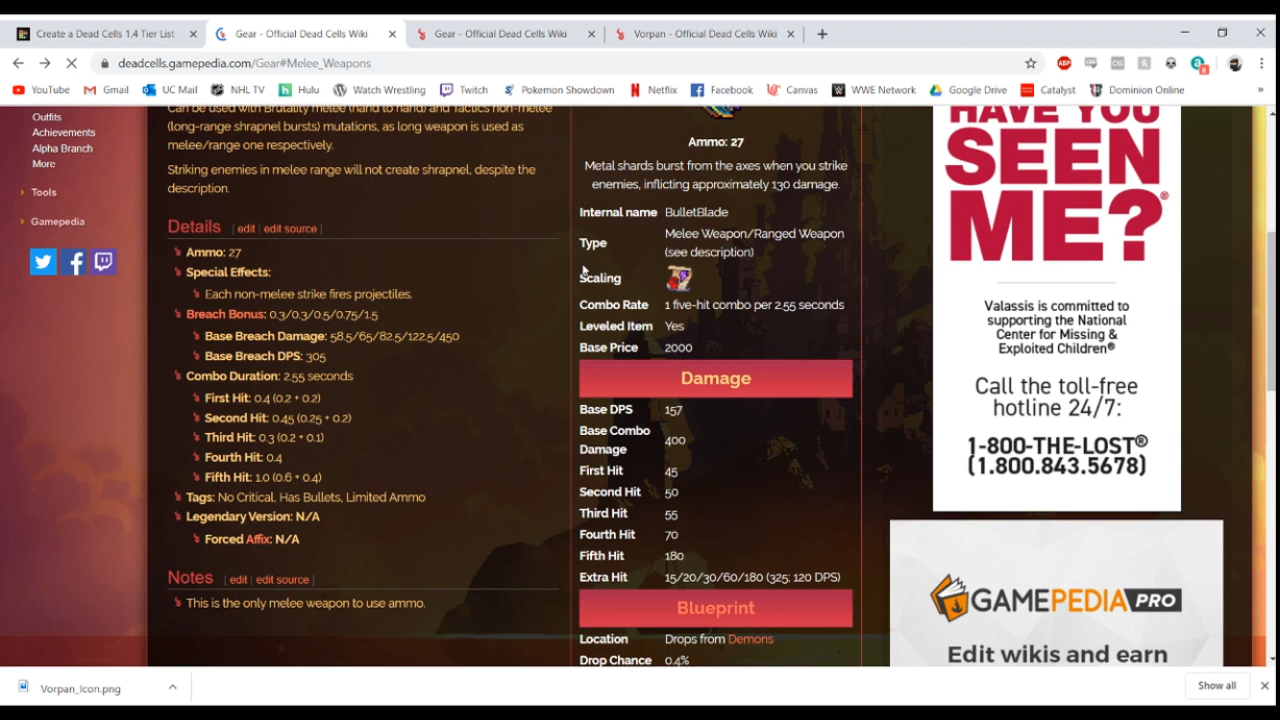 Create a Dead Cells 1.4 Tier List
Gear - Official Dead Cells Wiki
Gear - Official Dead Cells Wiki
Vorpan - Official Dead Cells Wiki
deadcells.gamepedia.com/Gear#Melee_Weapons
YouTube
Gmail
UC Mail
NHL TV
Hulu
Watch Wrestling
Twitch
Pokemon Showdown
Netflix
Facebook
Canvas
WWE Network
Google Drive
Catalyst
Dominion Online
»
Outfits
Achievements
Alpha Branch
More
Tools
Gamepedia
Can be used with Brutality melee (hand to hand) and Tactics non-melee
(long-range shrapnel bursts) mutations, as long weapon is used as
melee/range one respectively.
Striking enemies in melee range will not create shrapnel, despite the
description.
Details [ edit | edit source ]
Ammo: 27
Special Effects:
Each non-melee strike fires projectiles.
Breach Bonus: 0.3/0.3/0.5/0.75/1.5
Base Breach Damage: 58.5/65/82.5/122.5/450
Base Breach DPS: 305
Combo Duration: 2.55 seconds
First Hit: 0.4 (0.2 + 0.2)
Second Hit: 0.45 (0.25 + 0.2)
Third Hit: 0.3 (0.2 + 0.1)
Fourth Hit: 0.4
Fifth Hit: 1.0 (0.6 + 0.4)
Tags: No Critical, Has Bullets, Limited Ammo
Legendary Version: N/A
Forced Affix: N/A
Notes [ edit | edit source ]
This is the only melee weapon to use ammo.
Ammo: 27
Metal shards burst from the axes when you strike
enemies, inflicting approximately 130 damage.
Internal name BulletBlade
Type Melee Weapon/Ranged Weapon
(see description)
Scaling
Combo Rate 1 five-hit combo per 2.55 seconds
Leveled Item Yes
Base Price 2000
Damage
Base DPS 157
Base Combo
Damage 400
First Hit 45
Second Hit 50
Third Hit 55
Fourth Hit 70
Fifth Hit 180
Extra Hit 15/20/30/60/180 (325; 120 DPS)
Blueprint
Location Drops from Demons
Drop Chance 0.4%
HAVE YOU
SEEN
ME?®
Valassis is committed to
supporting the National
Center for Missing &
Exploited Children®
Call the toll-free
hotline 24/7:
1-800-THE-LOST®
(1.800.843.5678)
GAMEPEDIA PRO
Edit wikis and earn
Vorpan_Icon.png
Show all